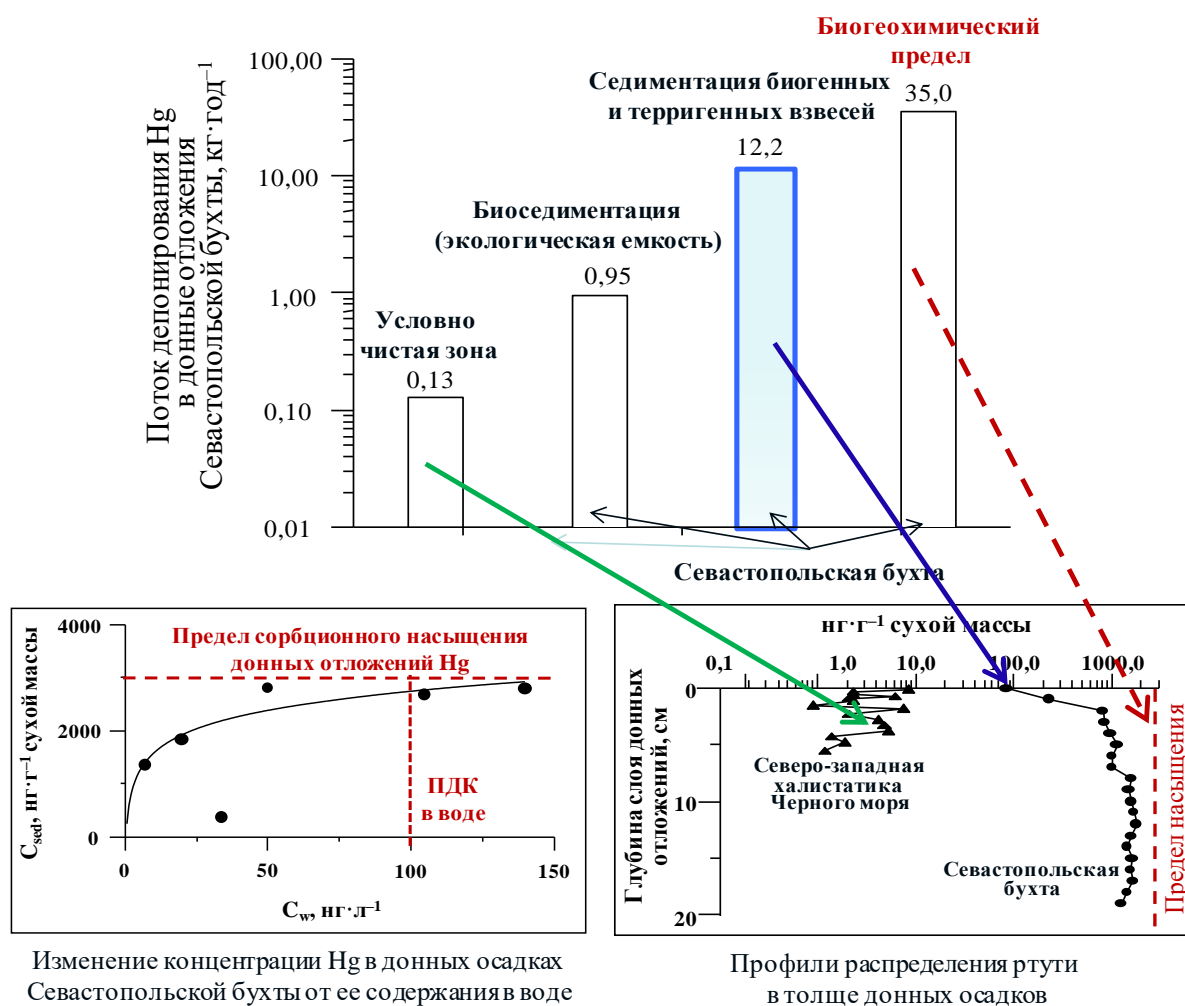 Биогеохимический
предел
Поток депонирования Hg
в донные отложения
Севастопольской бухты, кг·год⁻¹
100,00
10,00
1,00
0,10
0,01
Седиментация биогенных
и терригенных взвесей
35,0
12,2
Биоседиментация
(экологическая емкость)
0,95
Условно
чистая зона
0,13
Севастопольская бухта
C_sed, нг·г⁻¹ сухой массы
4000
2000
0
Предел сорбционного насыщения
донных отложений Hg
ПДК
в воде
0
50
100
150
C_w, нг·л⁻¹
Изменение концентрации Hg в донных осадках
Севастопольской бухты от ее содержания в воде
нг·г⁻¹ сухой массы
0,1
1,0
10,0
100,0
1000,0
Глубина слоя донных
отложений, см
0
10
20
Северо-западная
халистатика
Черного моря
Севастопольская
бухта
Предел насыщения
Профили распределения ртути
в толще донных осадков